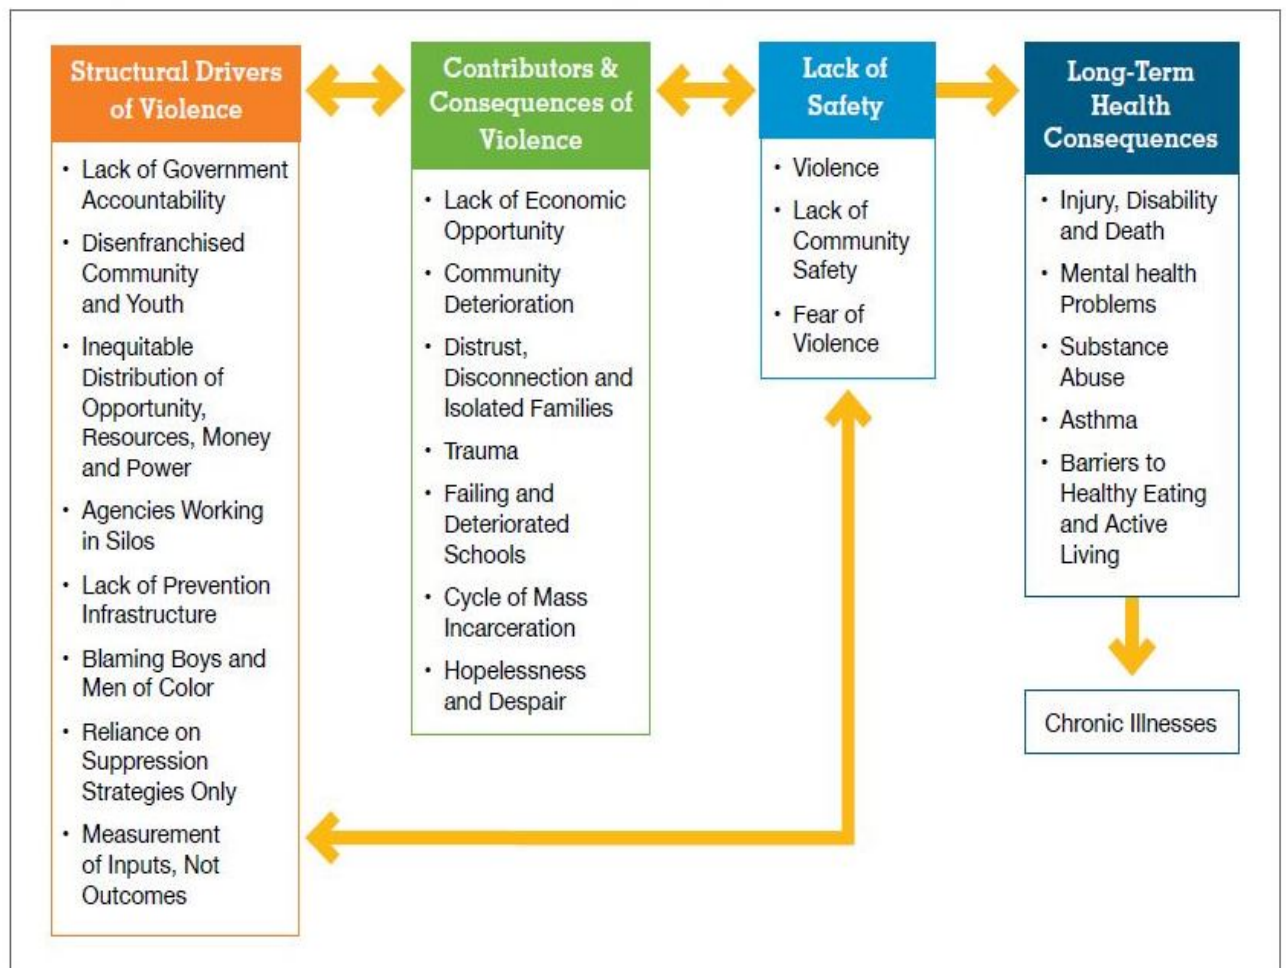 Structural Drivers
of Violence
• Lack of Government
Accountability
• Disenfranchised
Community
and Youth
• Inequitable
Distribution of
Opportunity,
Resources, Money
and Power
• Agencies Working
in Silos
• Lack of Prevention
Infrastructure
• Blaming Boys and
Men of Color
• Reliance on
Suppression
Strategies Only
• Measurement
of Inputs, Not
Outcomes
Contributors &
Consequences of
Violence
• Lack of Economic
Opportunity
• Community
Deterioration
• Distrust,
Disconnection and
Isolated Families
• Trauma
• Failing and
Deteriorated
Schools
• Cycle of Mass
Incarceration
• Hopelessness
and Despair
Lack of
Safety
• Violence
• Lack of
Community
Safety
• Fear of
Violence
Long-Term
Health
Consequences
• Injury, Disability
and Death
• Mental health
Problems
• Substance
Abuse
• Asthma
• Barriers to
Healthy Eating
and Active
Living
Chronic Illnesses